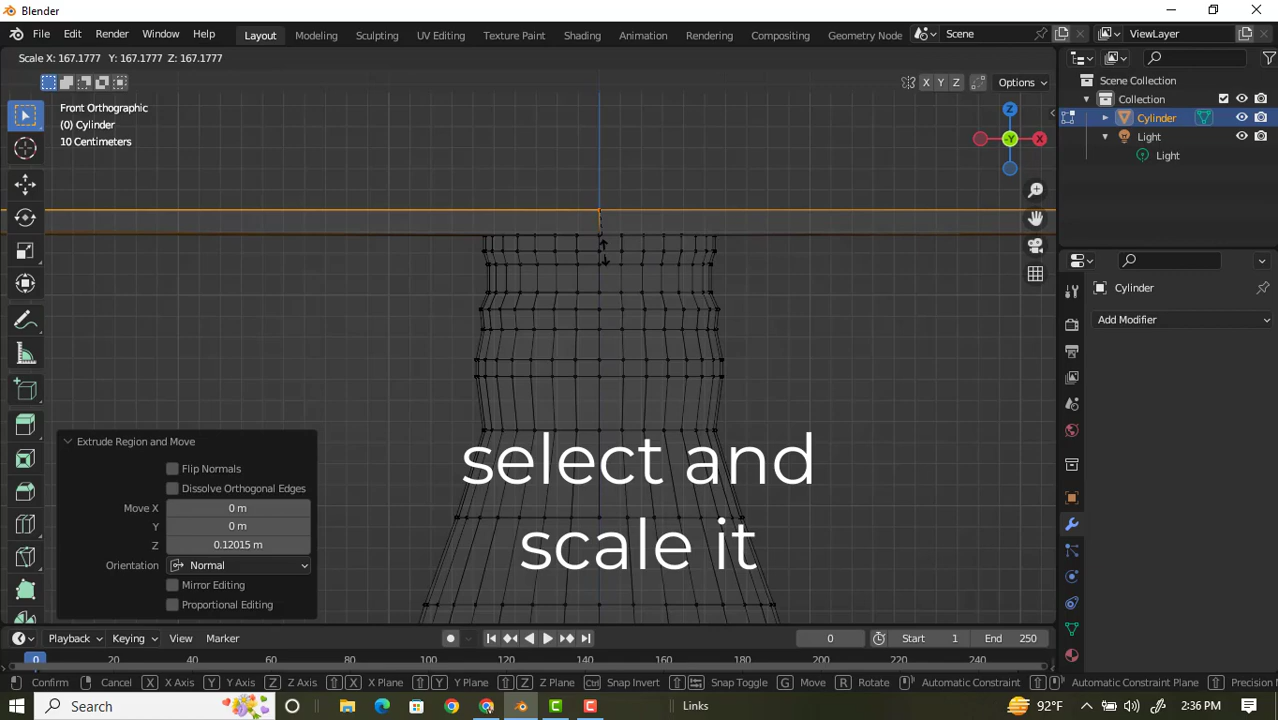 Blender
File Edit Render Window Help Layout Modeling Sculpting UV Editing Texture Paint Shading Animation Rendering Compositing Geometry Node Scene ViewLayer
Scale X: 167.1777 Y: 167.1777 Z: 167.1777
X Y Z Options
Front Orthographic
(0) Cylinder
10 Centimeters
Z
-Y
X
Scene Collection
Collection
Cylinder
Light
Light
Cylinder
Add Modifier
Extrude Region and Move
Flip Normals
Dissolve Orthogonal Edges
Move X 0 m
Y 0 m
Z 0.12015 m
Orientation Normal
Mirror Editing
Proportional Editing
select and
scale it
Playback Keying View Marker 0 Start 1 End 250
0 20 40 60 80 100 120 140 160 180 200 220 240
Confirm Cancel X X Axis Y Y Axis Z Z Axis X X Plane Y Y Plane Z Z Plane Ctrl Snap Invert Snap Toggle G Move R Rotate Automatic Constraint Automatic Constraint Plane Precision M
Search Links 92°F 2:36 PM